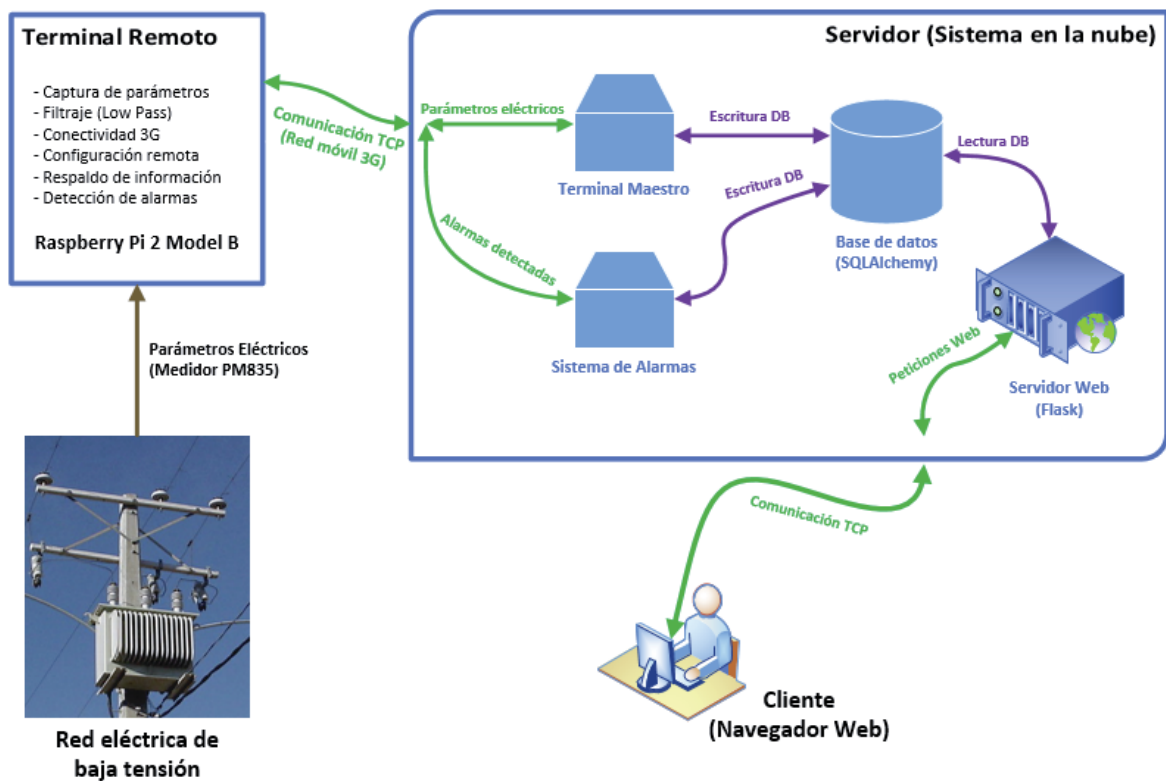 Terminal Remoto
- Captura de parámetros
- Filtraje (Low Pass)
- Conectividad 3G
- Configuración remota
- Respaldo de información
- Detección de alarmas
Raspberry Pi 2 Model B
Comunicación TCP
(Red móvil 3G)
Parámetros Eléctricos
(Medidor PM835)
Red eléctrica de
baja tensión
Servidor (Sistema en la nube)
Parámetros eléctricos
Terminal Maestro
Escritura DB
Alarmas detectadas
Sistema de Alarmas
Escritura DB
Base de datos
(SQLAlchemy)
Lectura DB
Servidor Web
(Flask)
Peticiones Web
Comunicación TCP
Cliente
(Navegador Web)